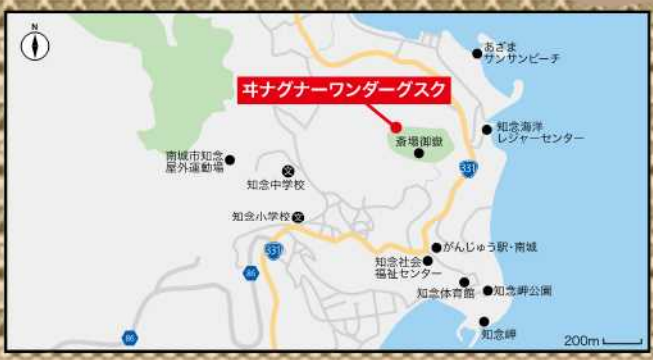 N
あざま
サンサンビーチ
ヰナグナーワンダーグスク
知念海洋
レジャーセンター
斎場御嶽
南城市知念
屋外運動場
331
知念中学校
文
知念小学校
文
331
がんじゅう駅・南城
知念社会
福祉センター
86
知念体育館
知念岬公園
86
知念岬
200m